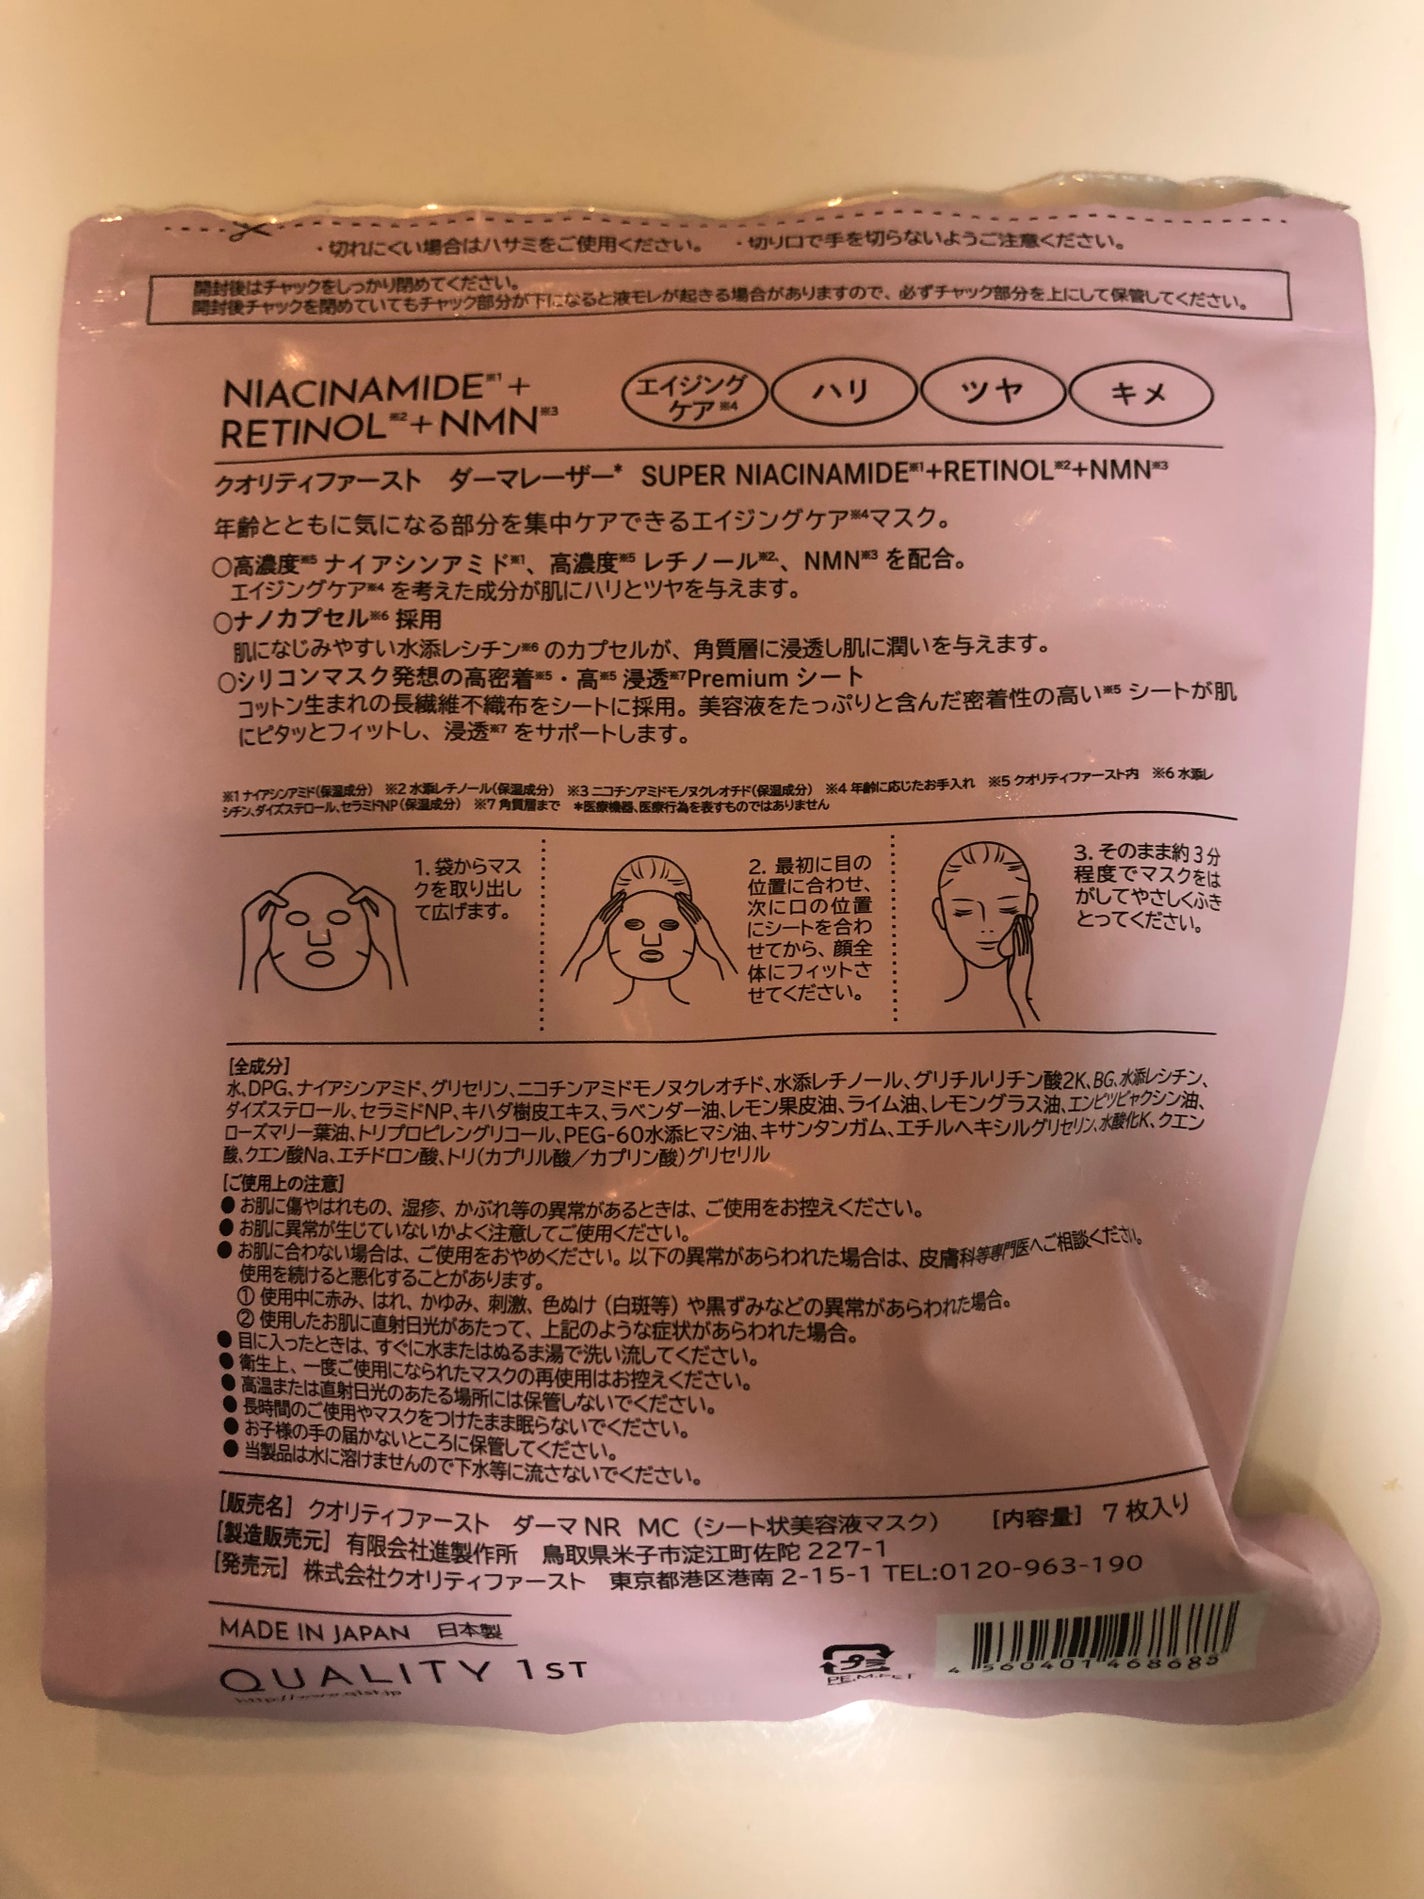 ・切れにくい場合はハサミをご使用ください。 ・切り口で手を切らないようご注意ください。
開封後はチャックをしっかり閉めてください。
開封後チャックを閉めていてもチャック部分が下になると液モレが起きる場合がありますので、必ずチャック部分を上にして保管してください。
NIACINAMIDE※1+
RETINOL※2+NMN※3
エイジング
ケア※4
ハリ
ツヤ
キメ
クオリティファースト ダーマレーザー* SUPER NIACINAMIDE※1+RETINOL※2+NMN※3
年齢とともに気になる部分を集中ケアできるエイジングケア※4マスク。
○高濃度※5 ナイアシンアミド※1、高濃度※5 レチノール※2、NMN※3 を配合。
エイジングケア※4 を考えた成分が肌にハリとツヤを与えます。
○ナノカプセル※6 採用
肌になじみやすい水添レシチン※6 のカプセルが、角質層に浸透し肌に潤いを与えます。
○シリコンマスク発想の高密着※5・高※5 浸透※7Premium シート
コットン生まれの長繊維不織布をシートに採用。美容液をたっぷりと含んだ密着性の高い※5 シートが肌
にピタッとフィットし、浸透※7 をサポートします。
※1 ナイアシンアミド(保湿成分) ※2 水添レチノール(保湿成分) ※3 ニコチンアミドモノヌクレオチド(保湿成分) ※4 年齢に応じたお手入れ ※5 クオリティファースト内 ※6 水添レ
シチン、ダイズステロール、セラミドNP(保湿成分) ※7 角質層まで *医療機器、医療行為を表すものではありません
1. 袋からマス
クを取り出し
て広げます。
2. 最初に目の
位置に合わせ、
次に口の位置
にシートを合わ
せてから、顔全
体にフィットさ
せてください。
3. そのまま約3分
程度でマスクをは
がしてやさしくふき
とってください。
[全成分]
水、DPG、ナイアシンアミド、グリセリン、ニコチンアミドモノヌクレオチド、水添レチノール、グリチルリチン酸2K、BG、水添レシチン、
ダイズステロール、セラミドNP、キハダ樹皮エキス、ラベンダー油、レモン果皮油、ライム油、レモングラス油、エンピツビャクシン油、
ローズマリー葉油、トリプロピレングリコール、PEG-60水添ヒマシ油、キサンタンガム、エチルヘキシルグリセリン、水酸化K、クエン
酸、クエン酸Na、エチドロン酸、トリ(カプリル酸／カプリン酸)グリセリル
[ご使用上の注意]
●お肌に傷やはれもの、湿疹、かぶれ等の異常があるときは、ご使用をお控えください。
●お肌に異常が生じていないかよく注意してご使用ください。
●お肌に合わない場合は、ご使用をおやめください。以下の異常があらわれた場合は、皮膚科等専門医へご相談ください。
使用を続けると悪化することがあります。
① 使用中に赤み、はれ、かゆみ、刺激、色ぬけ（白斑等）や黒ずみなどの異常があらわれた場合。
② 使用したお肌に直射日光があたって、上記のような症状があらわれた場合。
●目に入ったときは、すぐに水またはぬるま湯で洗い流してください。
●衛生上、一度ご使用になられたマスクの再使用はお控えください。
●高温または直射日光のあたる場所には保管しないでください。
●長時間のご使用やマスクをつけたまま眠らないでください。
●お子様の手の届かないところに保管してください。
●当製品は水に溶けませんので下水等に流さないでください。
[販売名] クオリティファースト ダーマ NR MC（シート状美容液マスク） [内容量] 7 枚入り
[製造販売元] 有限会社進製作所 鳥取県米子市淀江町佐陀 227-1
[発売元] 株式会社クオリティファースト 東京都港区港南 2-15-1 TEL:0120-963-190
MADE IN JAPAN 日本製
QUALITY 1ST
http://www.q1st.jp
プラ
PE,M,PET
4 560401 468685